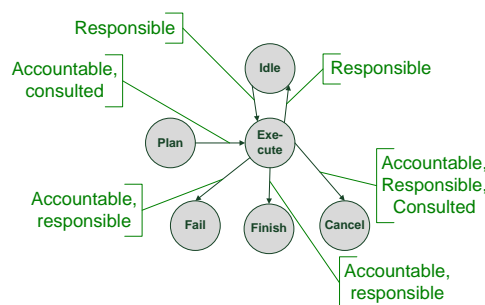 Responsible
Idle
Responsible
Accountable,
consulted
Plan
Exe-
cute
Accountable,
Responsible,
Consulted
Accountable,
responsible
Fail
Finish
Cancel
Accountable,
responsible